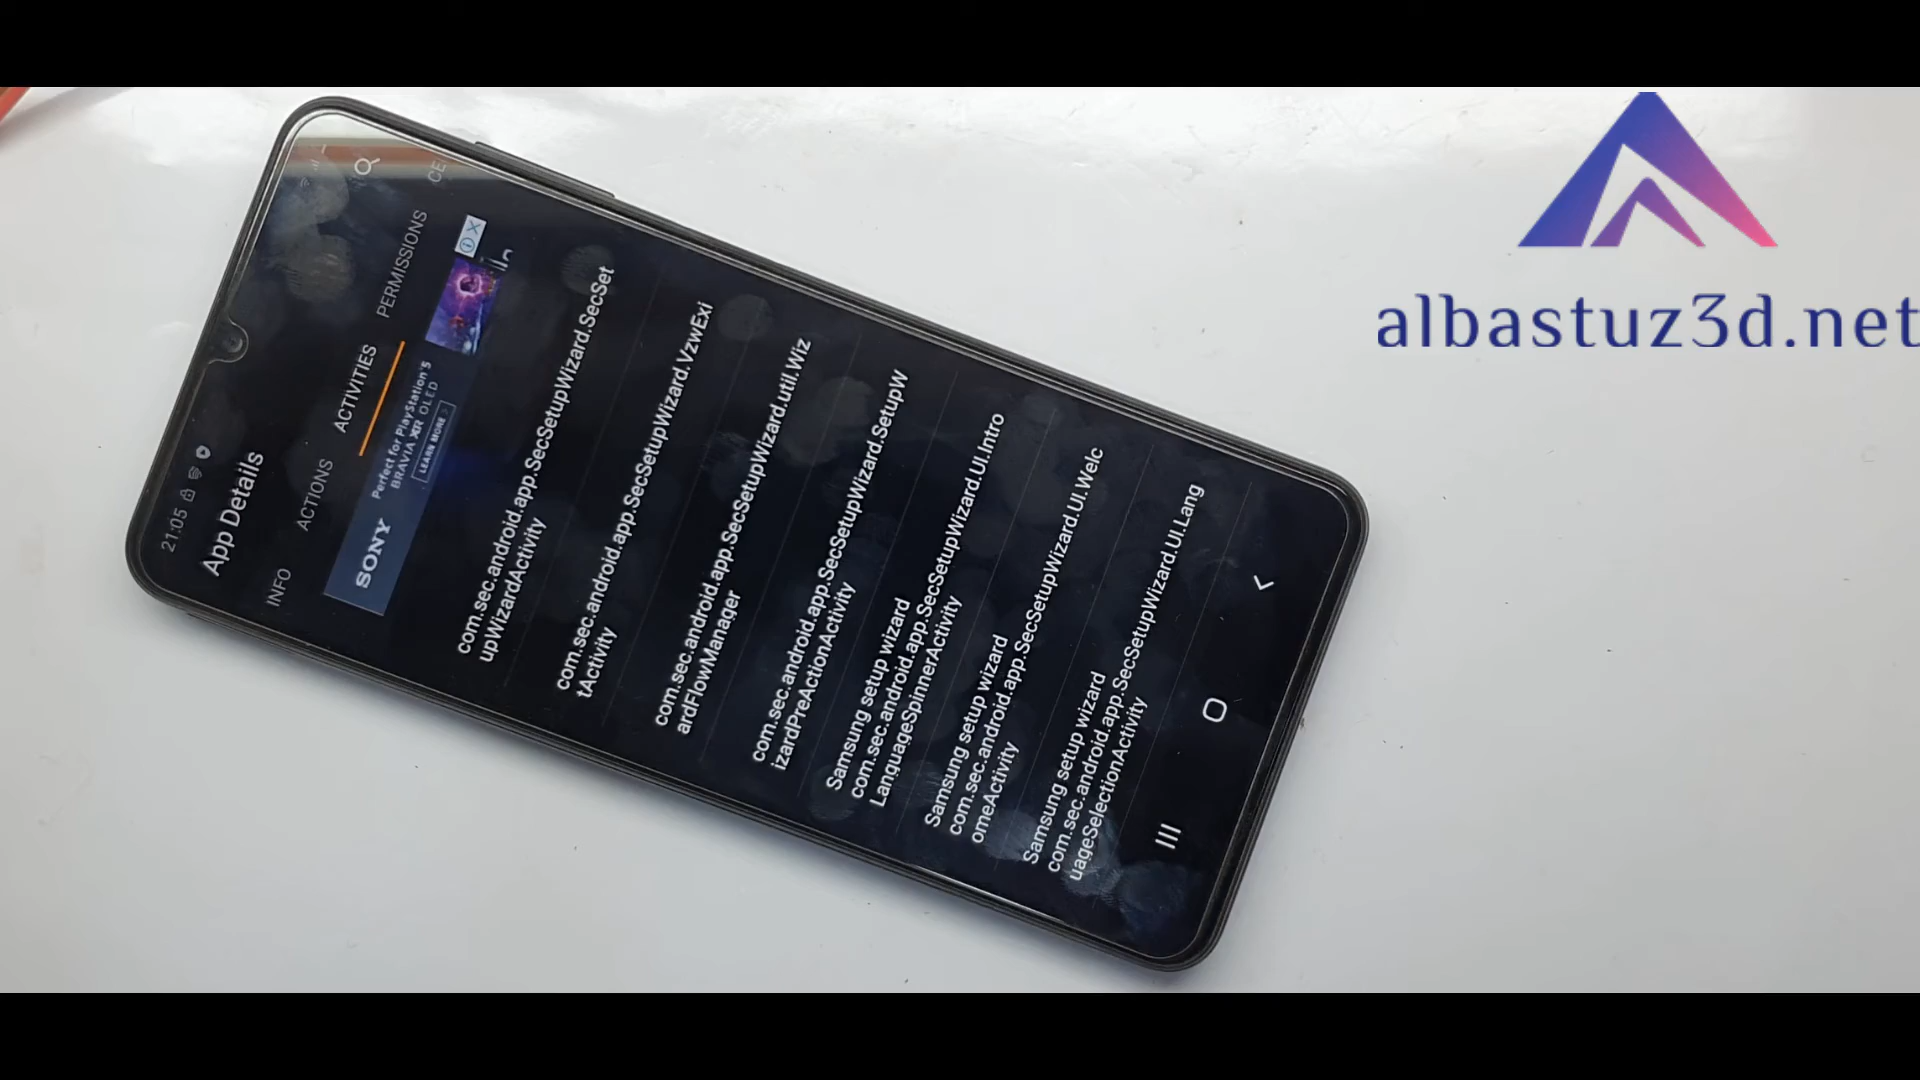 21:05
App Details
INFO
ACTIONS
ACTIVITIES
PERMISSIONS
SONY
Perfect for PlayStation®5
BRAVIA XR OLED
LEARN MORE
com.sec.android.app.SecSetupWizard.SecSet
upWizardActivity
com.sec.android.app.SecSetupWizard.VzwExi
tActivity
com.sec.android.app.SecSetupWizard.util.Wiz
ardFlowManager
com.sec.android.app.SecSetupWizard.SetupW
izardPreActionActivity
Samsung setup wizard
com.sec.android.app.SecSetupWizard.UI.Intro
LanguageSpinnerActivity
Samsung setup wizard
com.sec.android.app.SecSetupWizard.UI.Welc
omeActivity
Samsung setup wizard
com.sec.android.app.SecSetupWizard.UI.Lang
uageSelectionActivity
albastuz3d.net